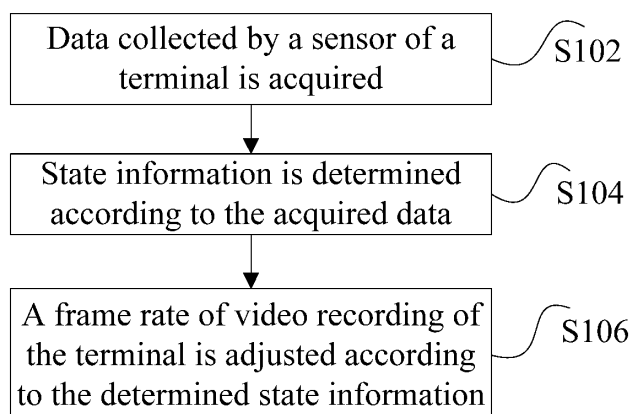 Data collected by a sensor of a
terminal is acquired
S102
State information is determined
according to the acquired data
S104
A frame rate of video recording of
the terminal is adjusted according
to the determined state information
S106